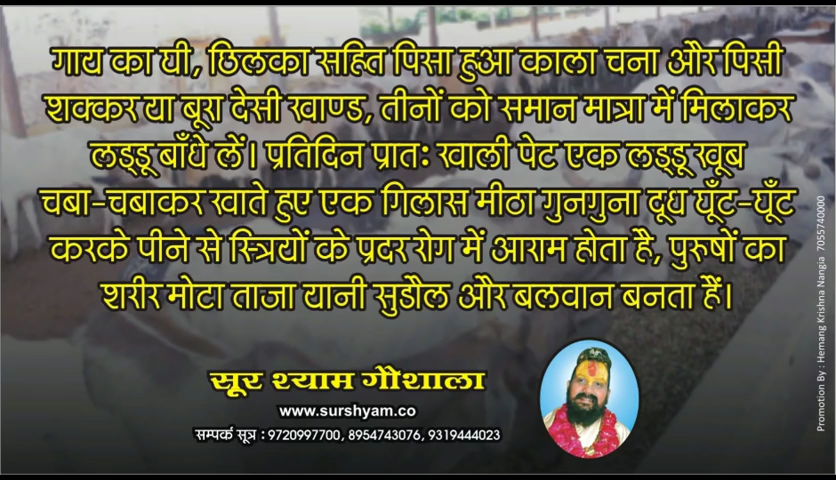 गाय का घी, छिलका सहित पिसा हुआ काला चना और पिसी
शक्कर या बूरा देसी खाण्ड, तीनों को समान मात्रा में मिलाकर
लड्डू बाँधे लें। प्रतिदिन प्रातः खाली पेट एक लड्डू खूब
चबा-चबाकर खाते हुए एक गिलास मीठा गुनगुना दूध घूँट-घूँट
करके पीने से स्त्रियों के प्रदर रोग में आराम होता है, पुरूषों का
शरीर मोटा ताजा यानी सुडौल और बलवान बनता हैं।
सूर श्याम गौशाला
www.surshyam.co
सम्पर्क सूत्र : 9720997700, 8954743076, 9319444023
Promotion By : Hemang Krishna Nangia 7055740000